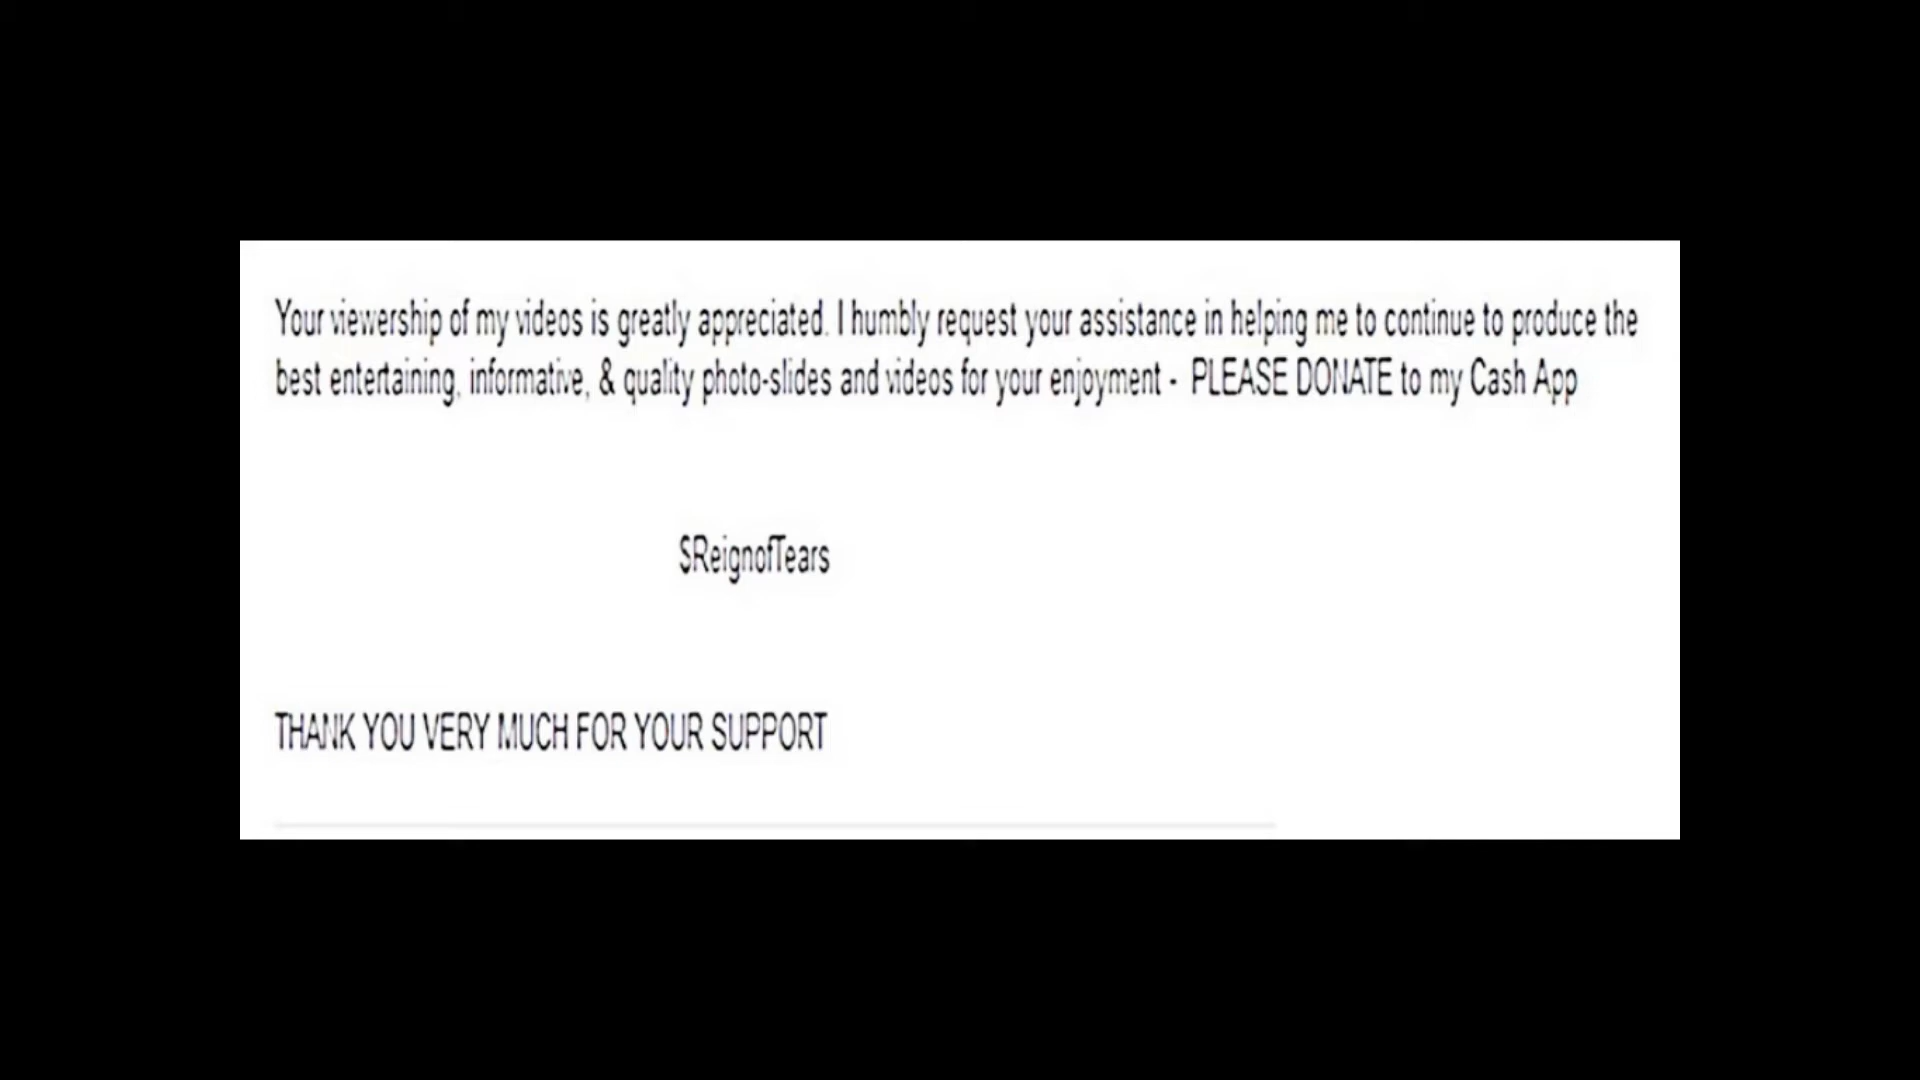 Your viewership of my videos is greatly appreciated. I humbly request your assistance in helping me to continue to produce the
best entertaining, informative, & quality photo-slides and videos for your enjoyment - PLEASE DONATE to my Cash App
$ReignofTears
THANK YOU VERY MUCH FOR YOUR SUPPORT